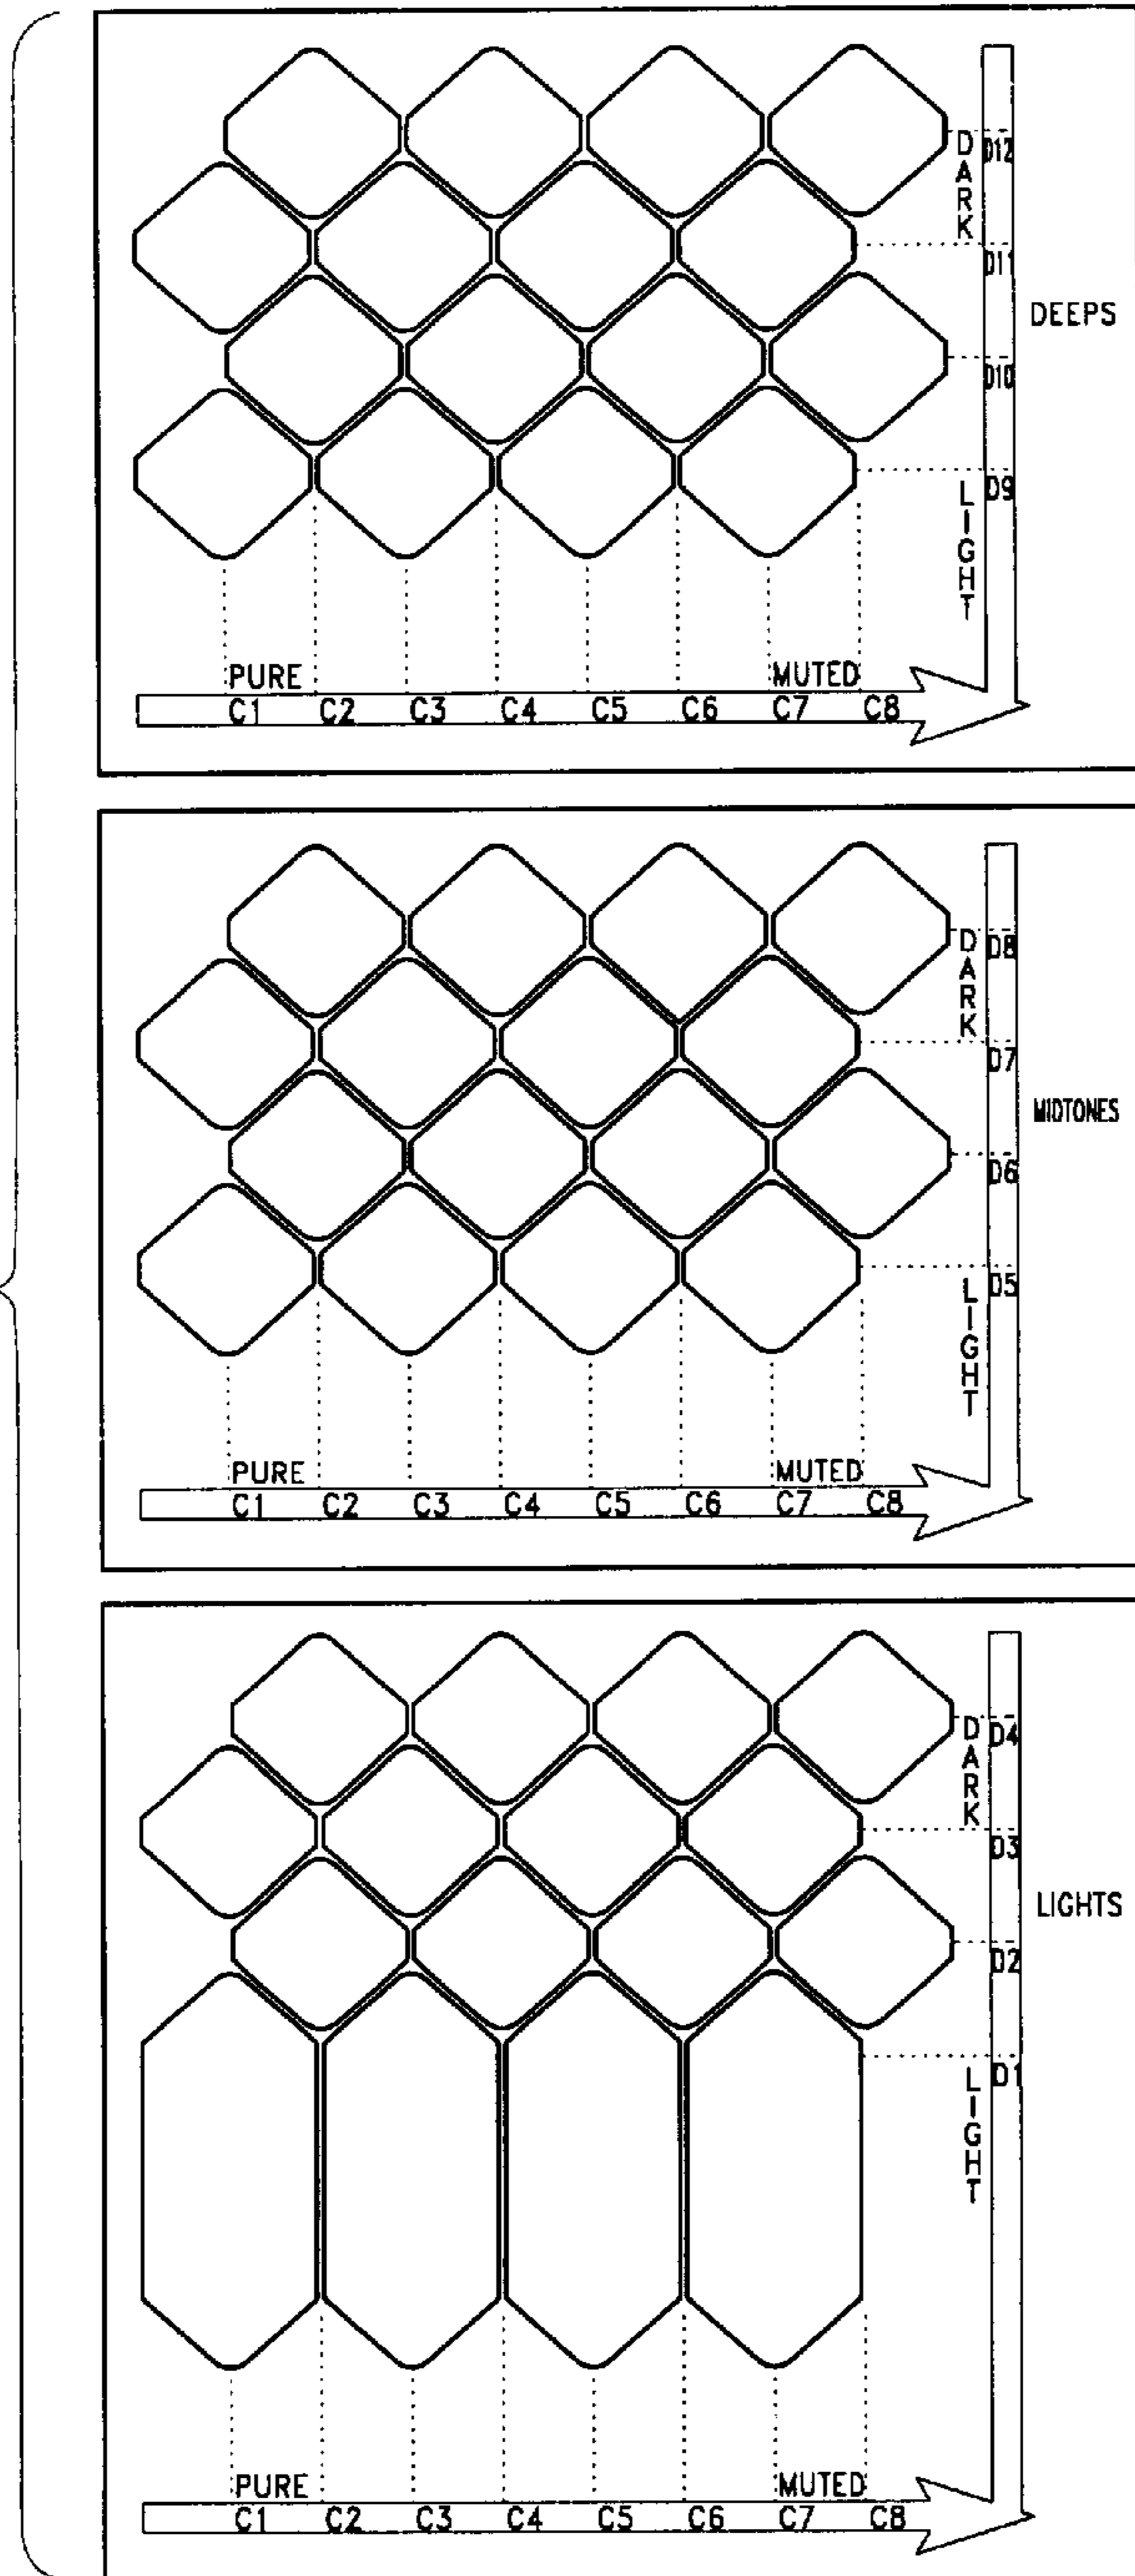 DARK
D12
D11
DEEPS
D10
D9
LIGHT
PURE MUTED
C1 C2 C3 C4 C5 C6 C7 C8
DARK
D8
D7
MIDTONES
D6
D5
LIGHT
PURE MUTED
C1 C2 C3 C4 C5 C6 C7 C8
DARK
D4
D3
LIGHTS
D2
D1
LIGHT
PURE MUTED
C1 C2 C3 C4 C5 C6 C7 C8